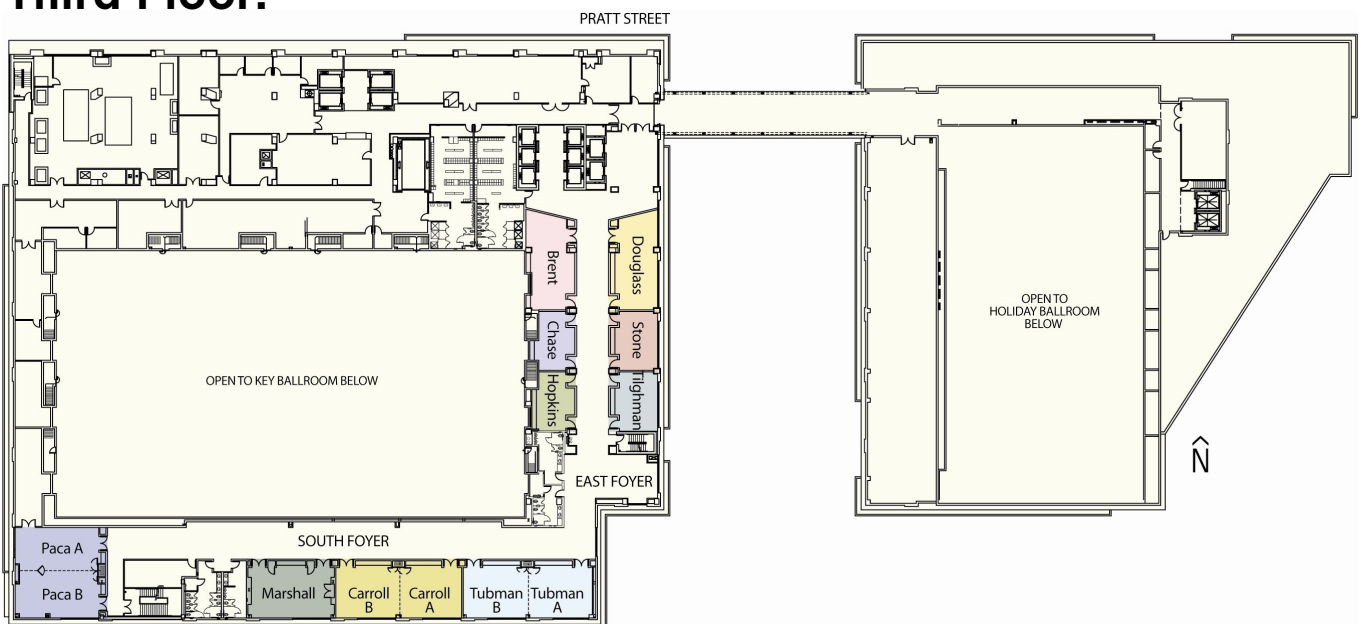 Third Floor:
PRATT STREET
Brent
Douglass
Chase
Stone
Hopkins
Tilghman
OPEN TO KEY BALLROOM BELOW
OPEN TO
HOLIDAY BALLROOM
BELOW
N
EAST FOYER
SOUTH FOYER
Paca A
Paca B
Marshall
Carroll
B
Carroll
A
Tubman
B
Tubman
A